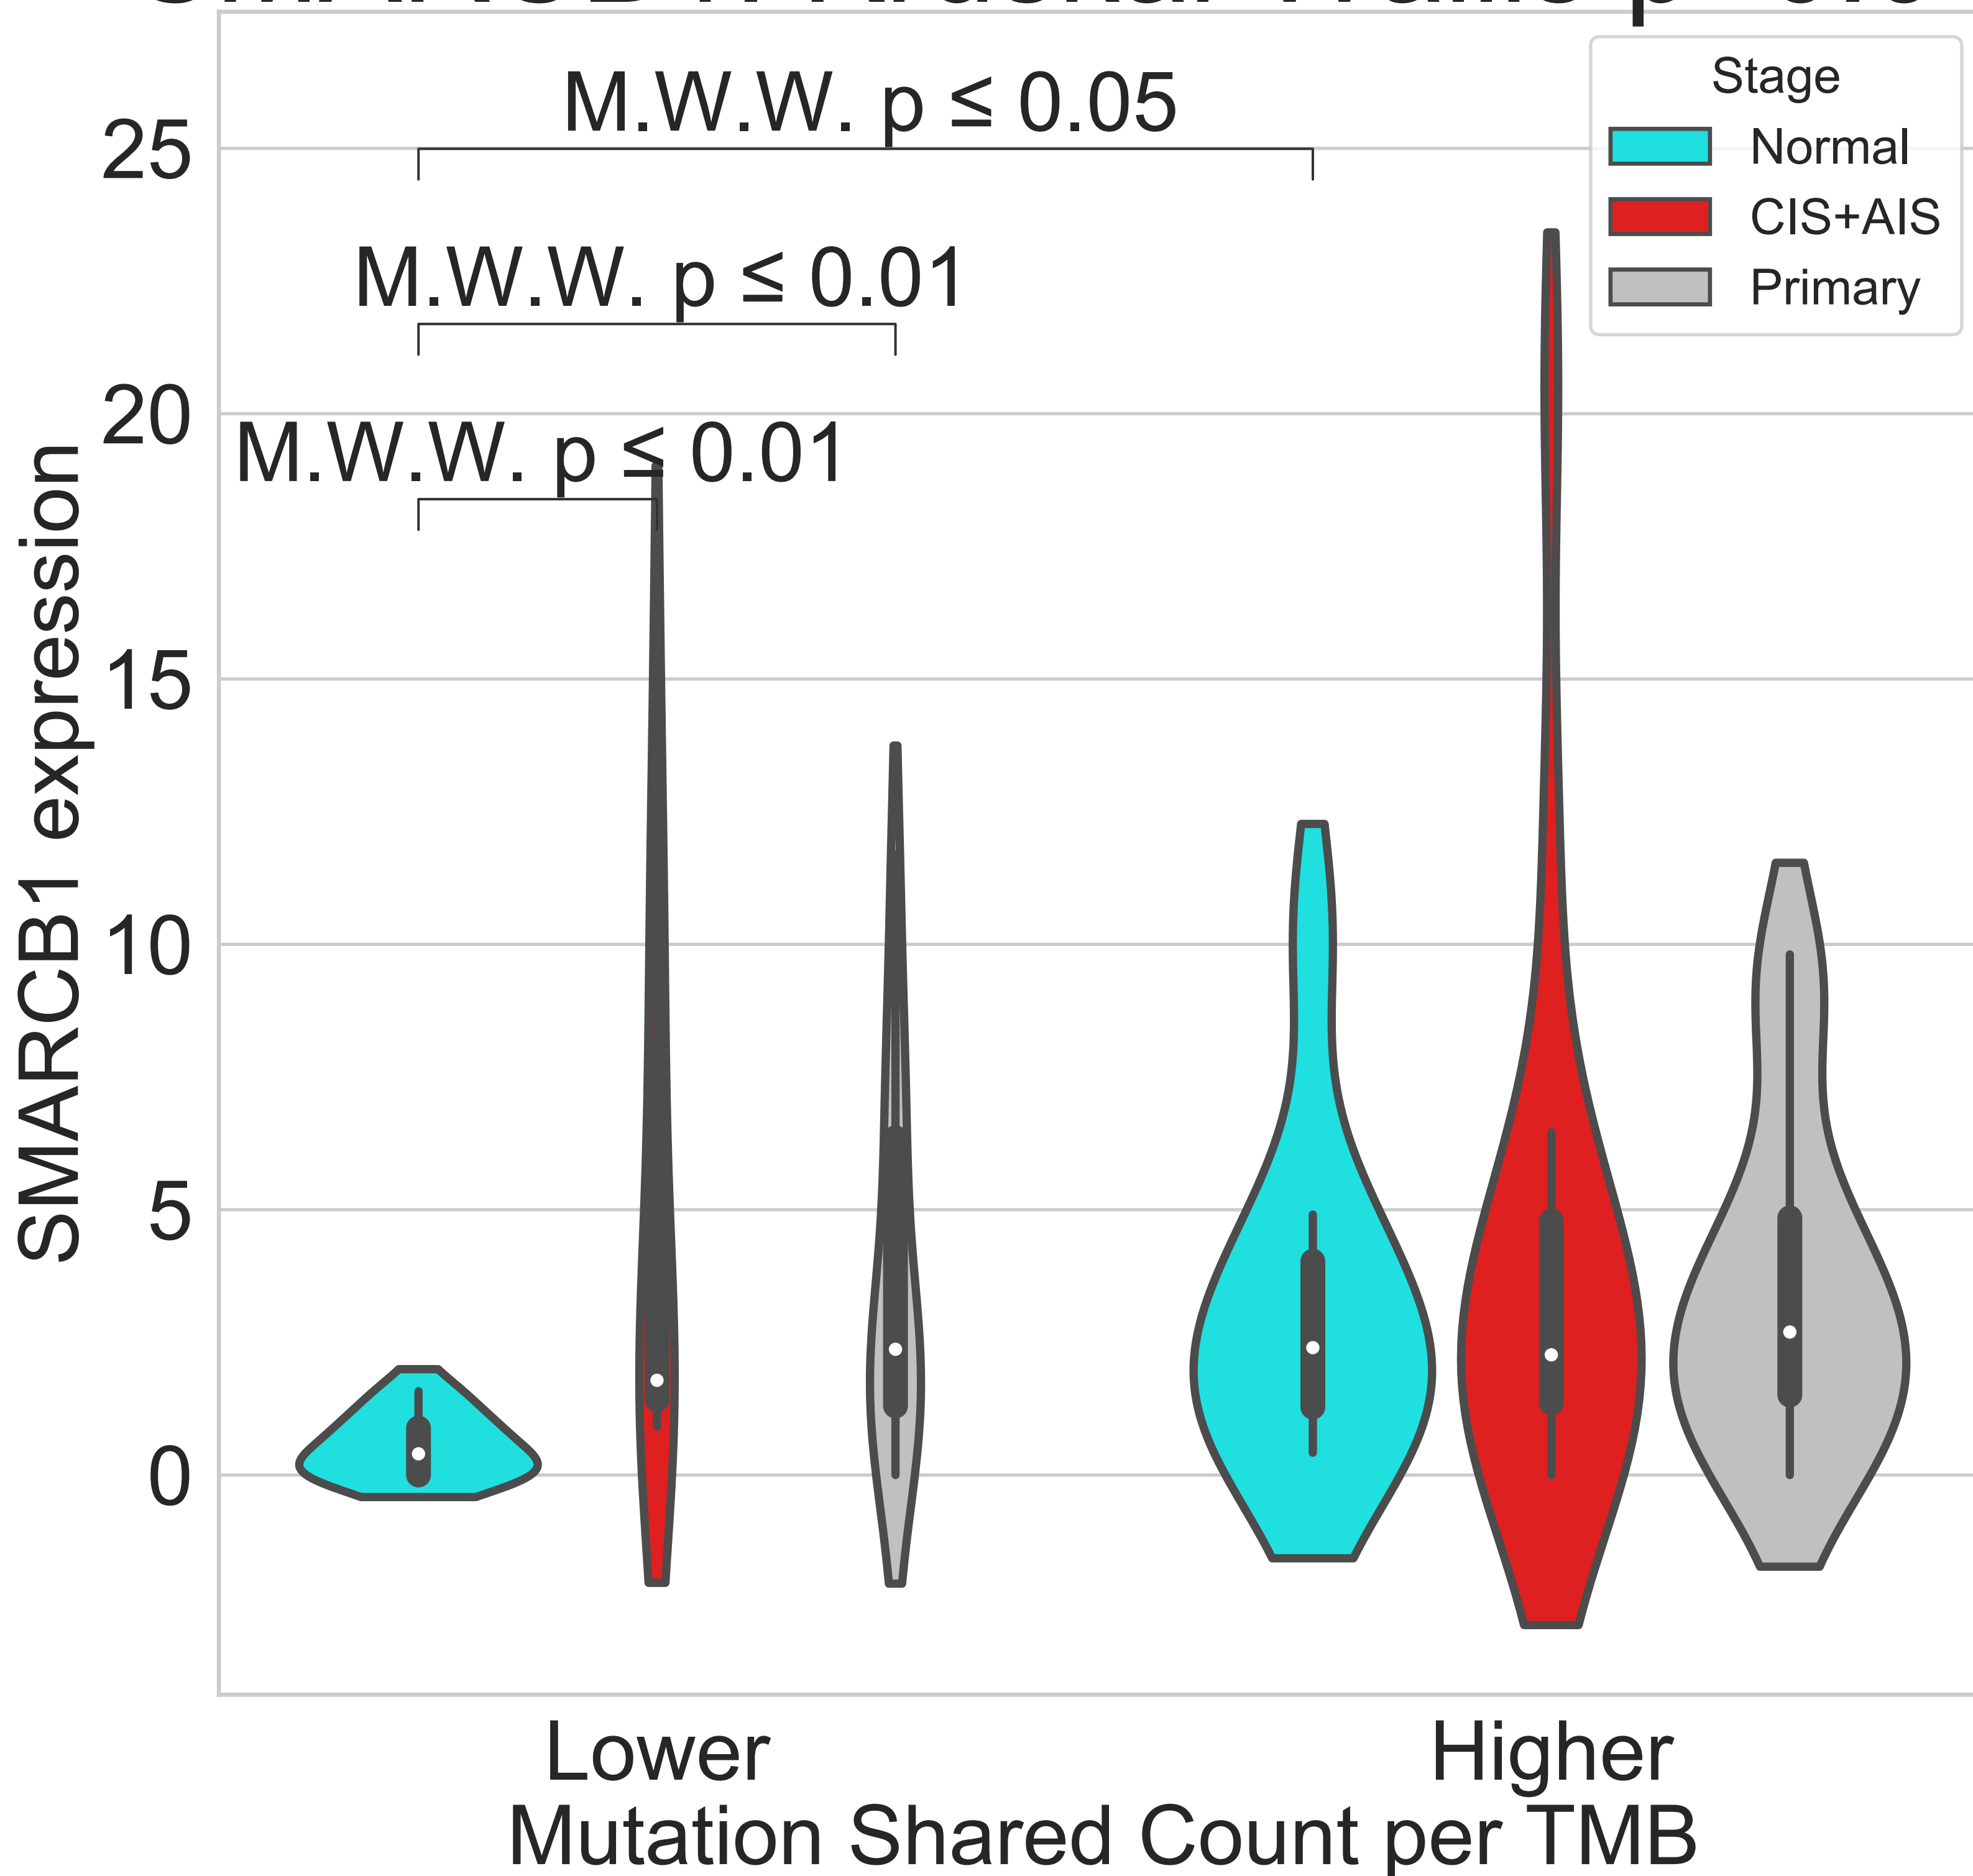 M.W.W. p ≤ 0.05
M.W.W. p ≤ 0.01
M.W.W. p ≤ 0.01
Stage
Normal
CIS+AIS
Primary
25
20
15
10
5
0
SMARCB1 expression
Lower
Higher
Mutation Shared Count per TMB